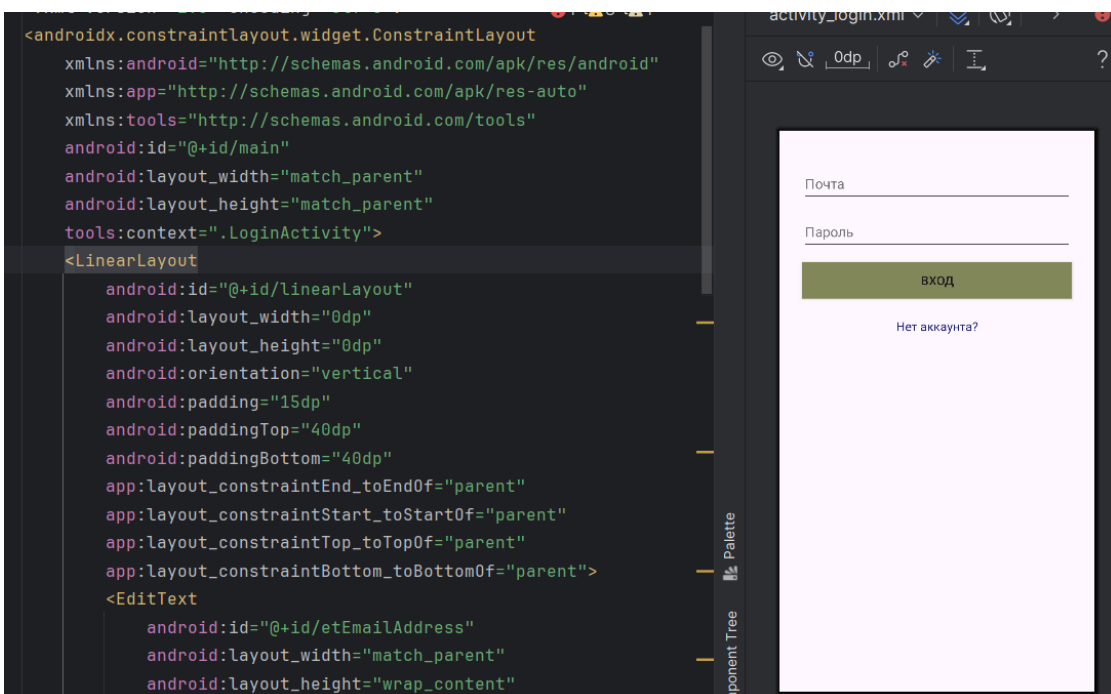 <androidx.constraintlayout.widget.ConstraintLayout
xmlns:android="http://schemas.android.com/apk/res/android"
xmlns:app="http://schemas.android.com/apk/res-auto"
xmlns:tools="http://schemas.android.com/tools"
android:id="@+id/main"
android:layout_width="match_parent"
android:layout_height="match_parent"
tools:context=".LoginActivity">
<LinearLayout
android:id="@+id/linearLayout"
android:layout_width="0dp"
android:layout_height="0dp"
android:orientation="vertical"
android:padding="15dp"
android:paddingTop="40dp"
android:paddingBottom="40dp"
app:layout_constraintEnd_toEndOf="parent"
app:layout_constraintStart_toStartOf="parent"
app:layout_constraintTop_toTopOf="parent"
app:layout_constraintBottom_toBottomOf="parent">
<EditText
android:id="@+id/etEmailAddress"
android:layout_width="match_parent"
android:layout_height="wrap_content"
Palette
Tree
activity_login.xml
0dp
?
Почта
Пароль
ВХОД
Нет аккаунта?